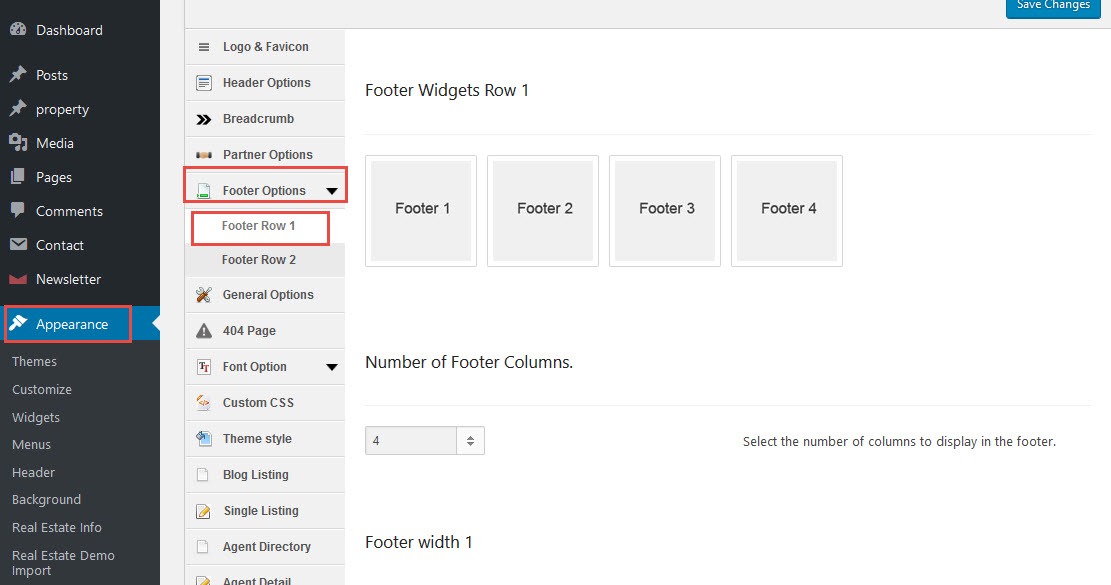 Save Changes
Dashboard
Posts
property
Media
Pages
Comments
Contact
Newsletter
Appearance
Themes
Customize
Widgets
Menus
Header
Background
Real Estate Info
Real Estate Demo
Import
Logo & Favicon
Header Options
Breadcrumb
Partner Options
Footer Options
Footer Row 1
Footer Row 2
General Options
404 Page
Font Option
Custom CSS
Theme style
Blog Listing
Single Listing
Agent Directory
Agent Detail
Footer Widgets Row 1
Footer 1
Footer 2
Footer 3
Footer 4
Number of Footer Columns.
4
Select the number of columns to display in the footer.
Footer width 1